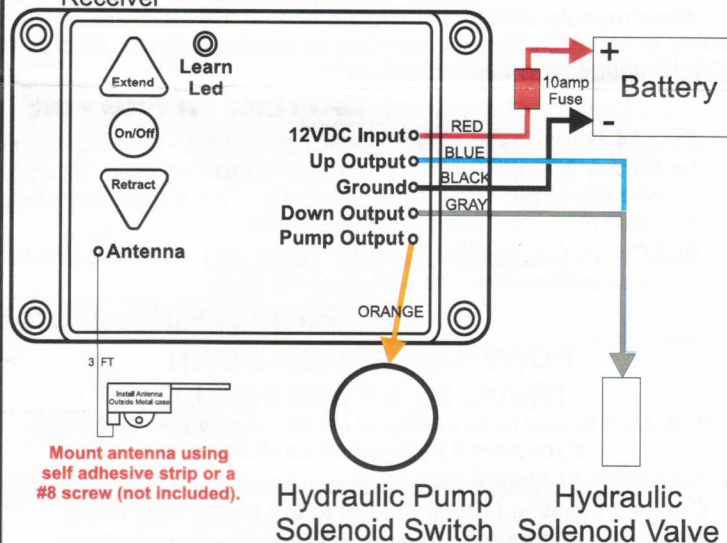 Receiver
Extend
Learn
Led
On/Off
Retract
Antenna
12VDC Input
Up Output
Ground
Down Output
Pump Output
RED
BLUE
BLACK
GRAY
ORANGE
+
-
10amp
Fuse
Battery
3 FT
Install Antenna
Outside Metal case
Mount antenna using
self adhesive strip or a
#8 screw (not included).
Hydraulic Pump
Solenoid Switch
Hydraulic
Solenoid Valve